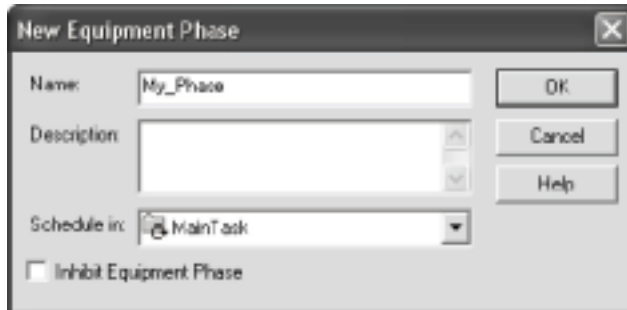 New Equipment Phase
Name: My_Phase OK
Description: Cancel
Help
Schedule in: MainTask
Inhibit Equipment Phase